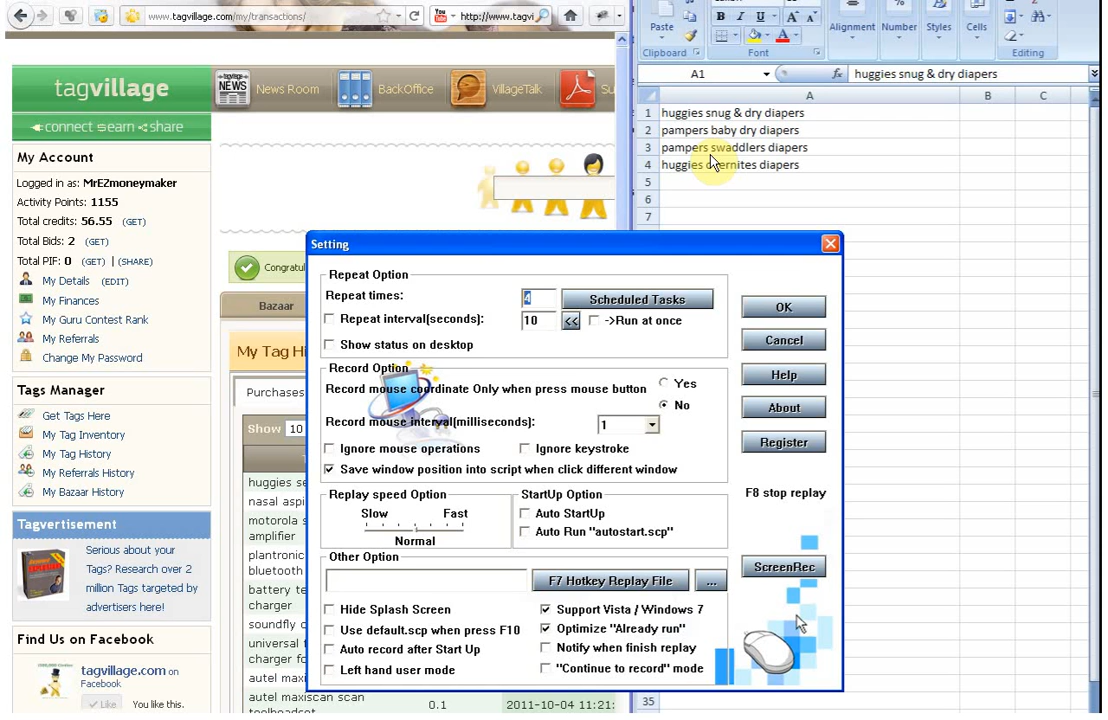 www.tagvillage.com/my/transactions/
http://www.tagvi
tagvillage
connect earn share
NEWS
News Room
BackOffice
VillageTalk
Su
My Account
Logged in as: MrEZmoneymaker
Activity Points: 1155
Total credits: 56.55 (GET)
Total Bids: 2 (GET)
Total PIF: 0 (GET) | (SHARE)
My Details (EDIT)
My Finances
My Guru Contest Rank
My Referrals
Change My Password
Tags Manager
Get Tags Here
My Tag Inventory
My Tag History
My Referrals History
My Bazaar History
Tagvertisement
Serious about your
Tags? Research over 2
million Tags targeted by
advertisers here!
Find Us on Facebook
tagvillage.com on
Facebook
Like You like this.
Congratu
Bazaar
My Tag Hi
Purchases
Show 10
huggies s
nasal aspi
motorola s
amplifier
plantronic
bluetooth
battery te
charger
soundfly c
universal f
charger fo
autel maxi
autel maxiscan scan
0.1
2011-10-04 11:21:
Paste
Clipboard
B I U A A
Font
Alignment
Number
Styles
Cells
Editing
A1
fx huggies snug & dry diapers
A B C
1 huggies snug & dry diapers
2 pampers baby dry diapers
3 pampers swaddlers diapers
4 huggies overnites diapers
5
6
7
35
Setting
Repeat Option
Repeat times: 4 Scheduled Tasks
Repeat interval(seconds): 10 << ->Run at once
Show status on desktop
Record Option
Record mouse coordinate Only when press mouse button
Yes
No
Record mouse interval(milliseconds): 1
Ignore mouse operations Ignore keystroke
Save window position into script when click different window
Replay speed Option
Slow Fast
Normal
StartUp Option
Auto StartUp
Auto Run "autostart.scp"
Other Option
F7 Hotkey Replay File ...
Hide Splash Screen
Use default.scp when press F10
Auto record after Start Up
Left hand user mode
Support Vista / Windows 7
Optimize "Already run"
Notify when finish replay
"Continue to record" mode
OK
Cancel
Help
About
Register
F8 stop replay
ScreenRec